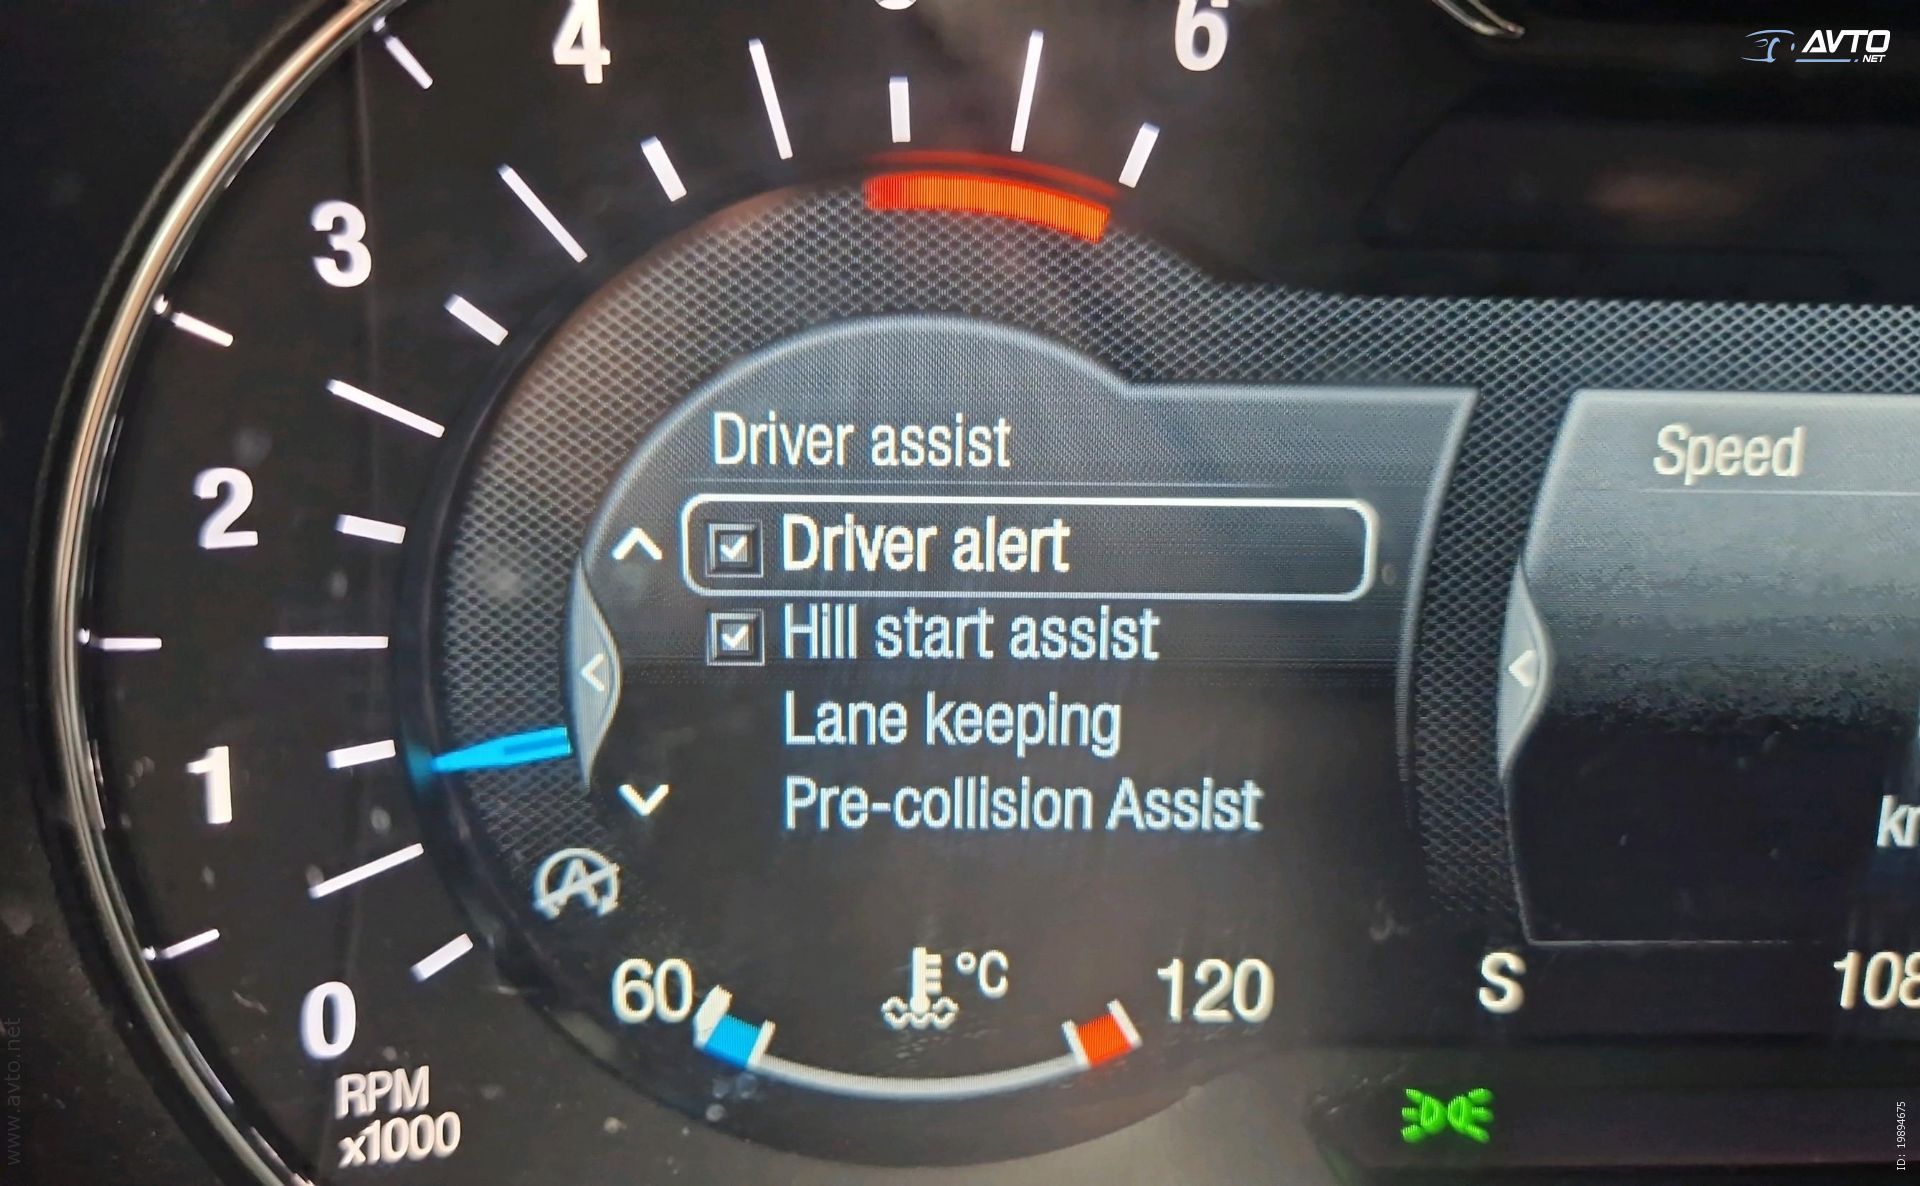 4
6
AVTO
.NET
3
Driver assist
Speed
Driver alert
2
Hill start assist
Lane keeping
1
Pre-collision Assist
60
°C
120
S
0
RPM
x1000
www.avto.net
ID: 19894675